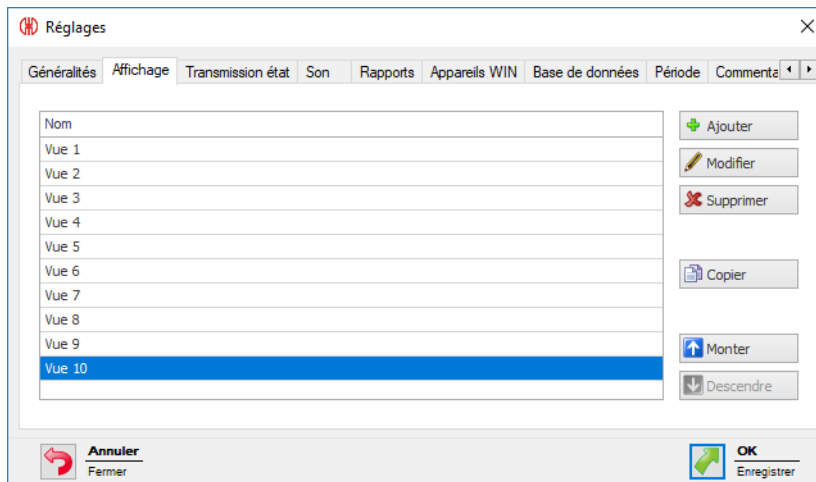 Réglages
Généralités Affichage Transmission état Son Rapports Appareils WIN Base de données Période Commenta
Nom
Vue 1
Vue 2
Vue 3
Vue 4
Vue 5
Vue 6
Vue 7
Vue 8
Vue 9
Vue 10
Ajouter
Modifier
Supprimer
Copier
Monter
Descendre
Annuler
Fermer
OK
Enregistrer